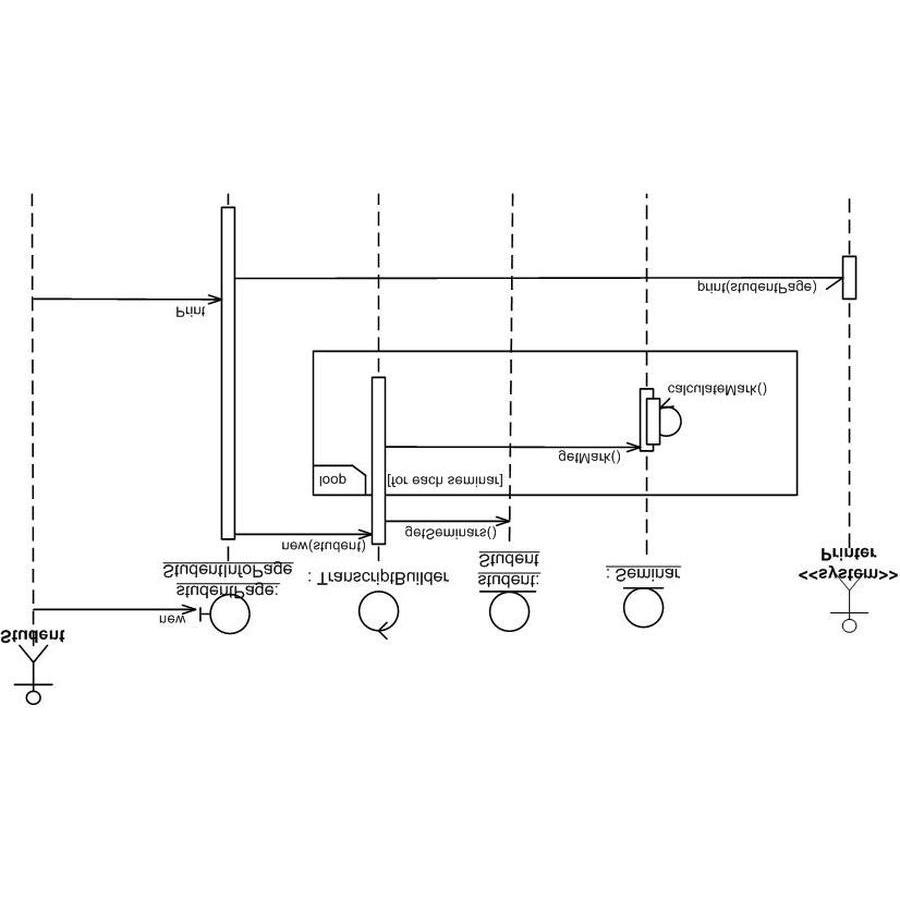 Student
new
studentPage:
StudentInfoPage
: TranscriptBuilder
student:
Student
: Seminar
<<system>>
Printer
new(student)
getSeminars()
loop
[for each seminar]
getMark()
calculateMark()
Print
print(studentPage)